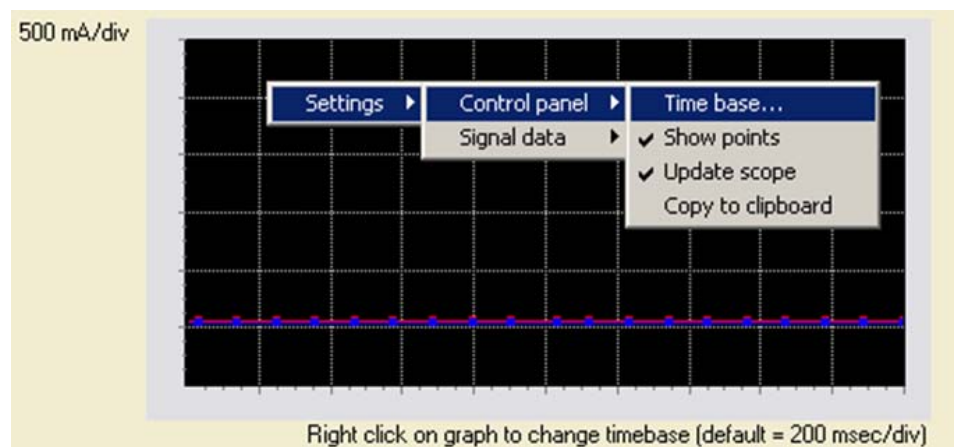 500 mA/div
Settings Control panel Time base...
Signal data Show points
Update scope
Copy to clipboard
Right click on graph to change timebase (default = 200 msec/div)